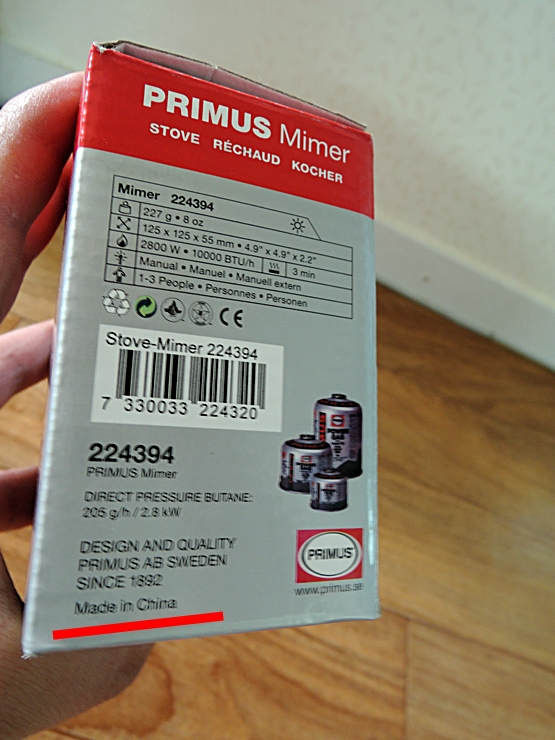 PRIMUS Mimer
STOVE RÉCHAUD KOCHER
Mimer 224394
227 g • 8 oz
125 x 125 x 55 mm • 4.9" x 4.9" x 2.2"
2800 W • 10000 BTU/h 3 min
Manual • Manuel • Manuell extern
1-3 People • Personnes • Personen
CE
Stove-Mimer 224394
7 330033 224320
224394
PRIMUS Mimer
DIRECT PRESSURE BUTANE:
205 g/h / 2.8 kW
DESIGN AND QUALITY
PRIMUS AB SWEDEN
SINCE 1892
Made in China
PRIMUS
www.primus.se